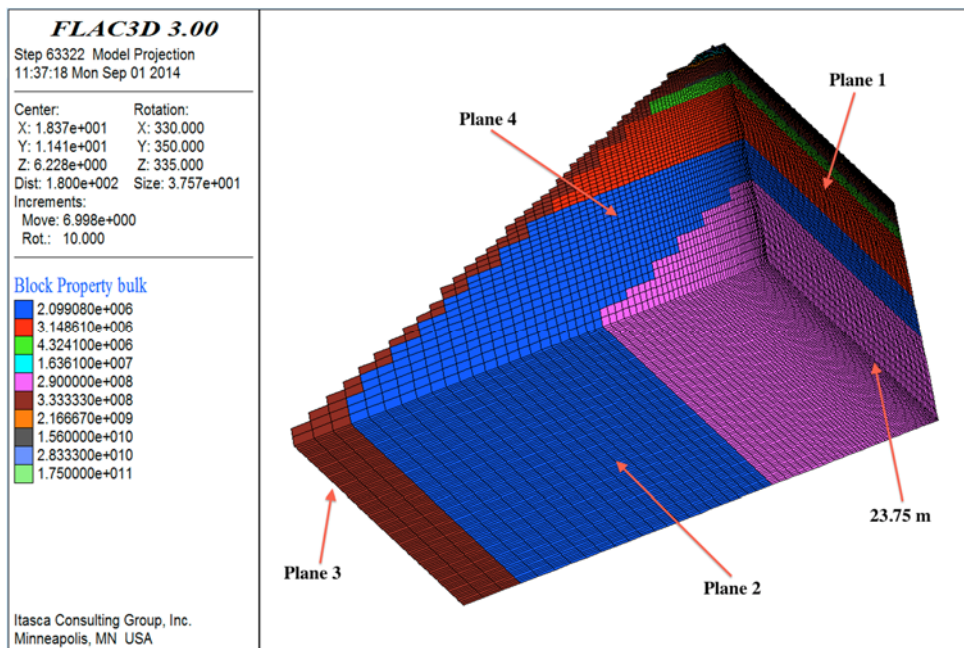 FLAC3D 3.00
Step 63322 Model Projection
11:37:18 Mon Sep 01 2014
Center: Rotation:
X: 1.837e+001 X: 330.000
Y: 1.141e+001 Y: 350.000
Z: 6.228e+000 Z: 335.000
Dist: 1.800e+002 Size: 3.757e+001
Increments:
Move: 6.998e+000
Rot.: 10.000
Block Property bulk
2.099080e+006
3.148610e+006
4.324100e+006
1.636100e+007
2.900000e+008
3.333330e+008
2.166670e+009
1.560000e+010
2.833300e+010
1.750000e+011
Itasca Consulting Group, Inc.
Minneapolis, MN USA
Plane 1
Plane 4
23.75 m
Plane 3
Plane 2